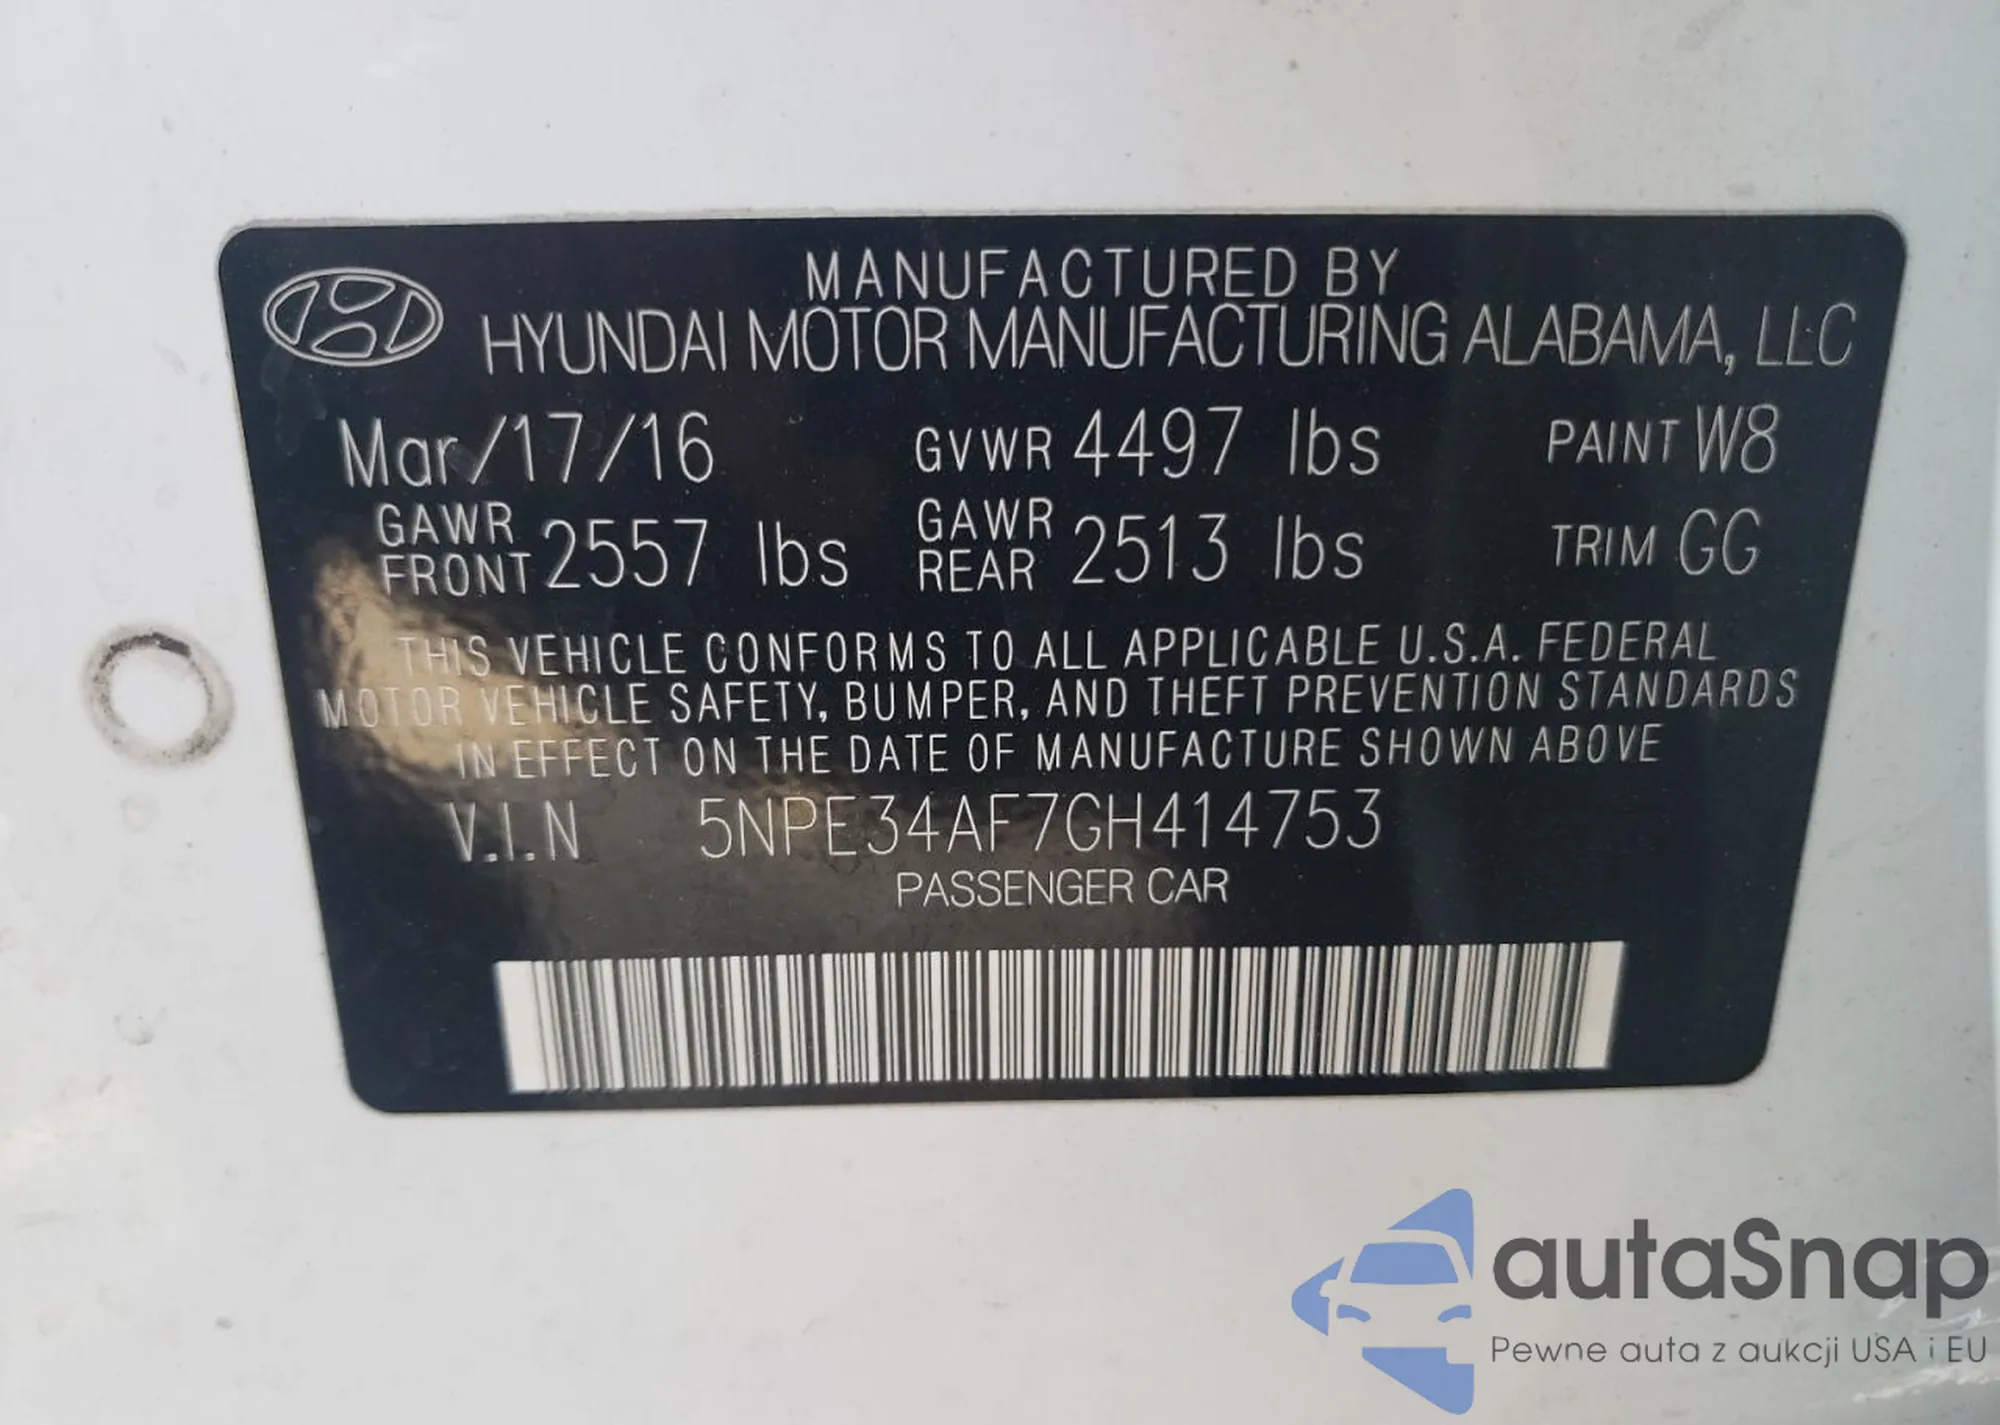 MANUFACTURED BY
HYUNDAI MOTOR MANUFACTURING ALABAMA, LLC
Mar/17/16 GVWR 4497 lbs PAINT W8
GAWR FRONT 2557 lbs GAWR REAR 2513 lbs TRIM GG
THIS VEHICLE CONFORMS TO ALL APPLICABLE U.S.A. FEDERAL
MOTOR VEHICLE SAFETY, BUMPER, AND THEFT PREVENTION STANDARDS
IN EFFECT ON THE DATE OF MANUFACTURE SHOWN ABOVE
V.I.N 5NPE34AF7GH414753
PASSENGER CAR
autaSnap
Pewne auta z aukcji USA i EU